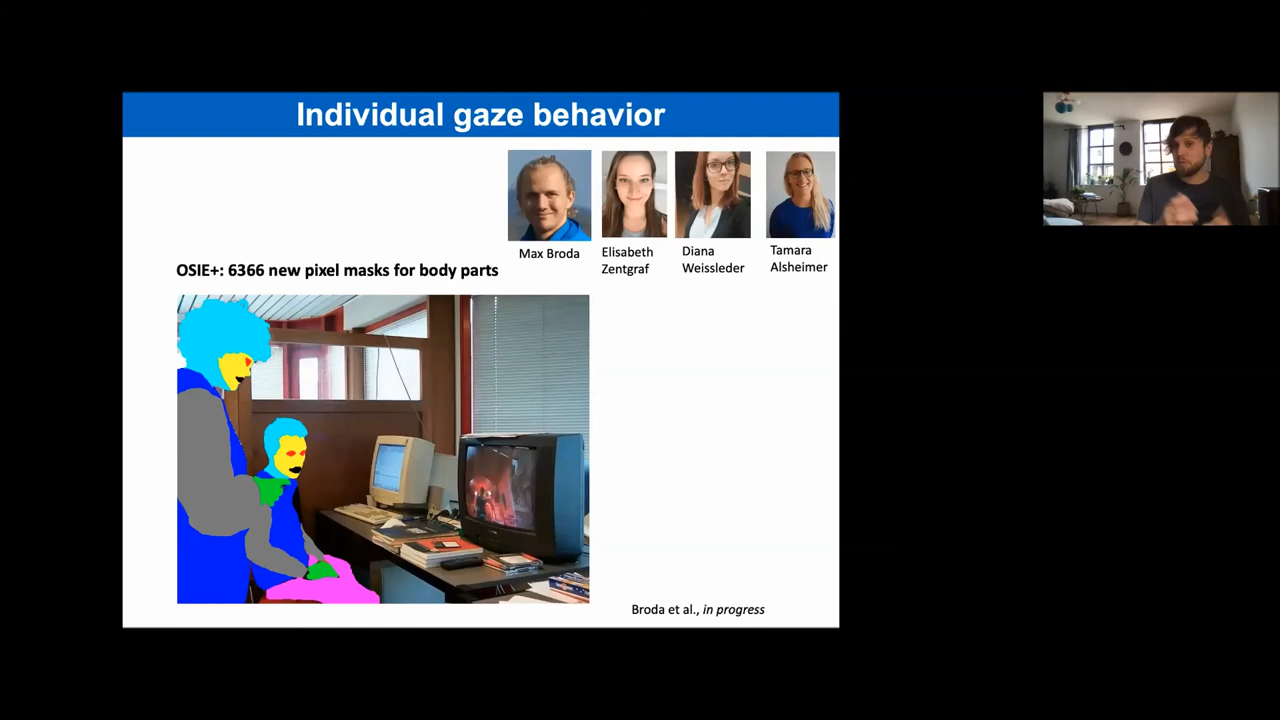 Individual gaze behavior
Max Broda
Elisabeth
Zentgraf
Diana
Weissleder
Tamara
Alsheimer
OSIE+: 6366 new pixel masks for body parts
Broda et al., in progress